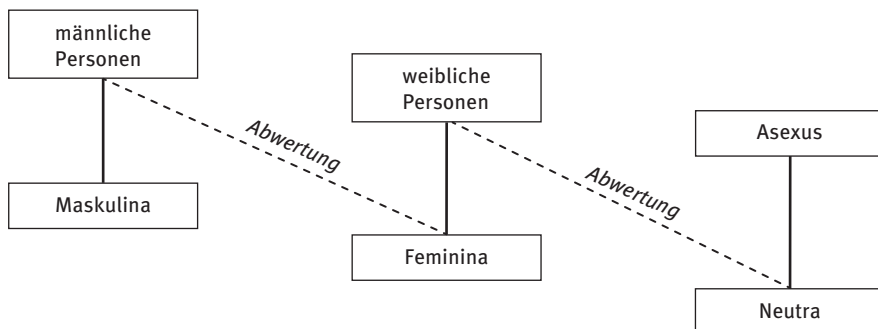 männliche
Personen
weibliche
Personen
Asexus
Abwertung
Abwertung
Maskulina
Feminina
Neutra